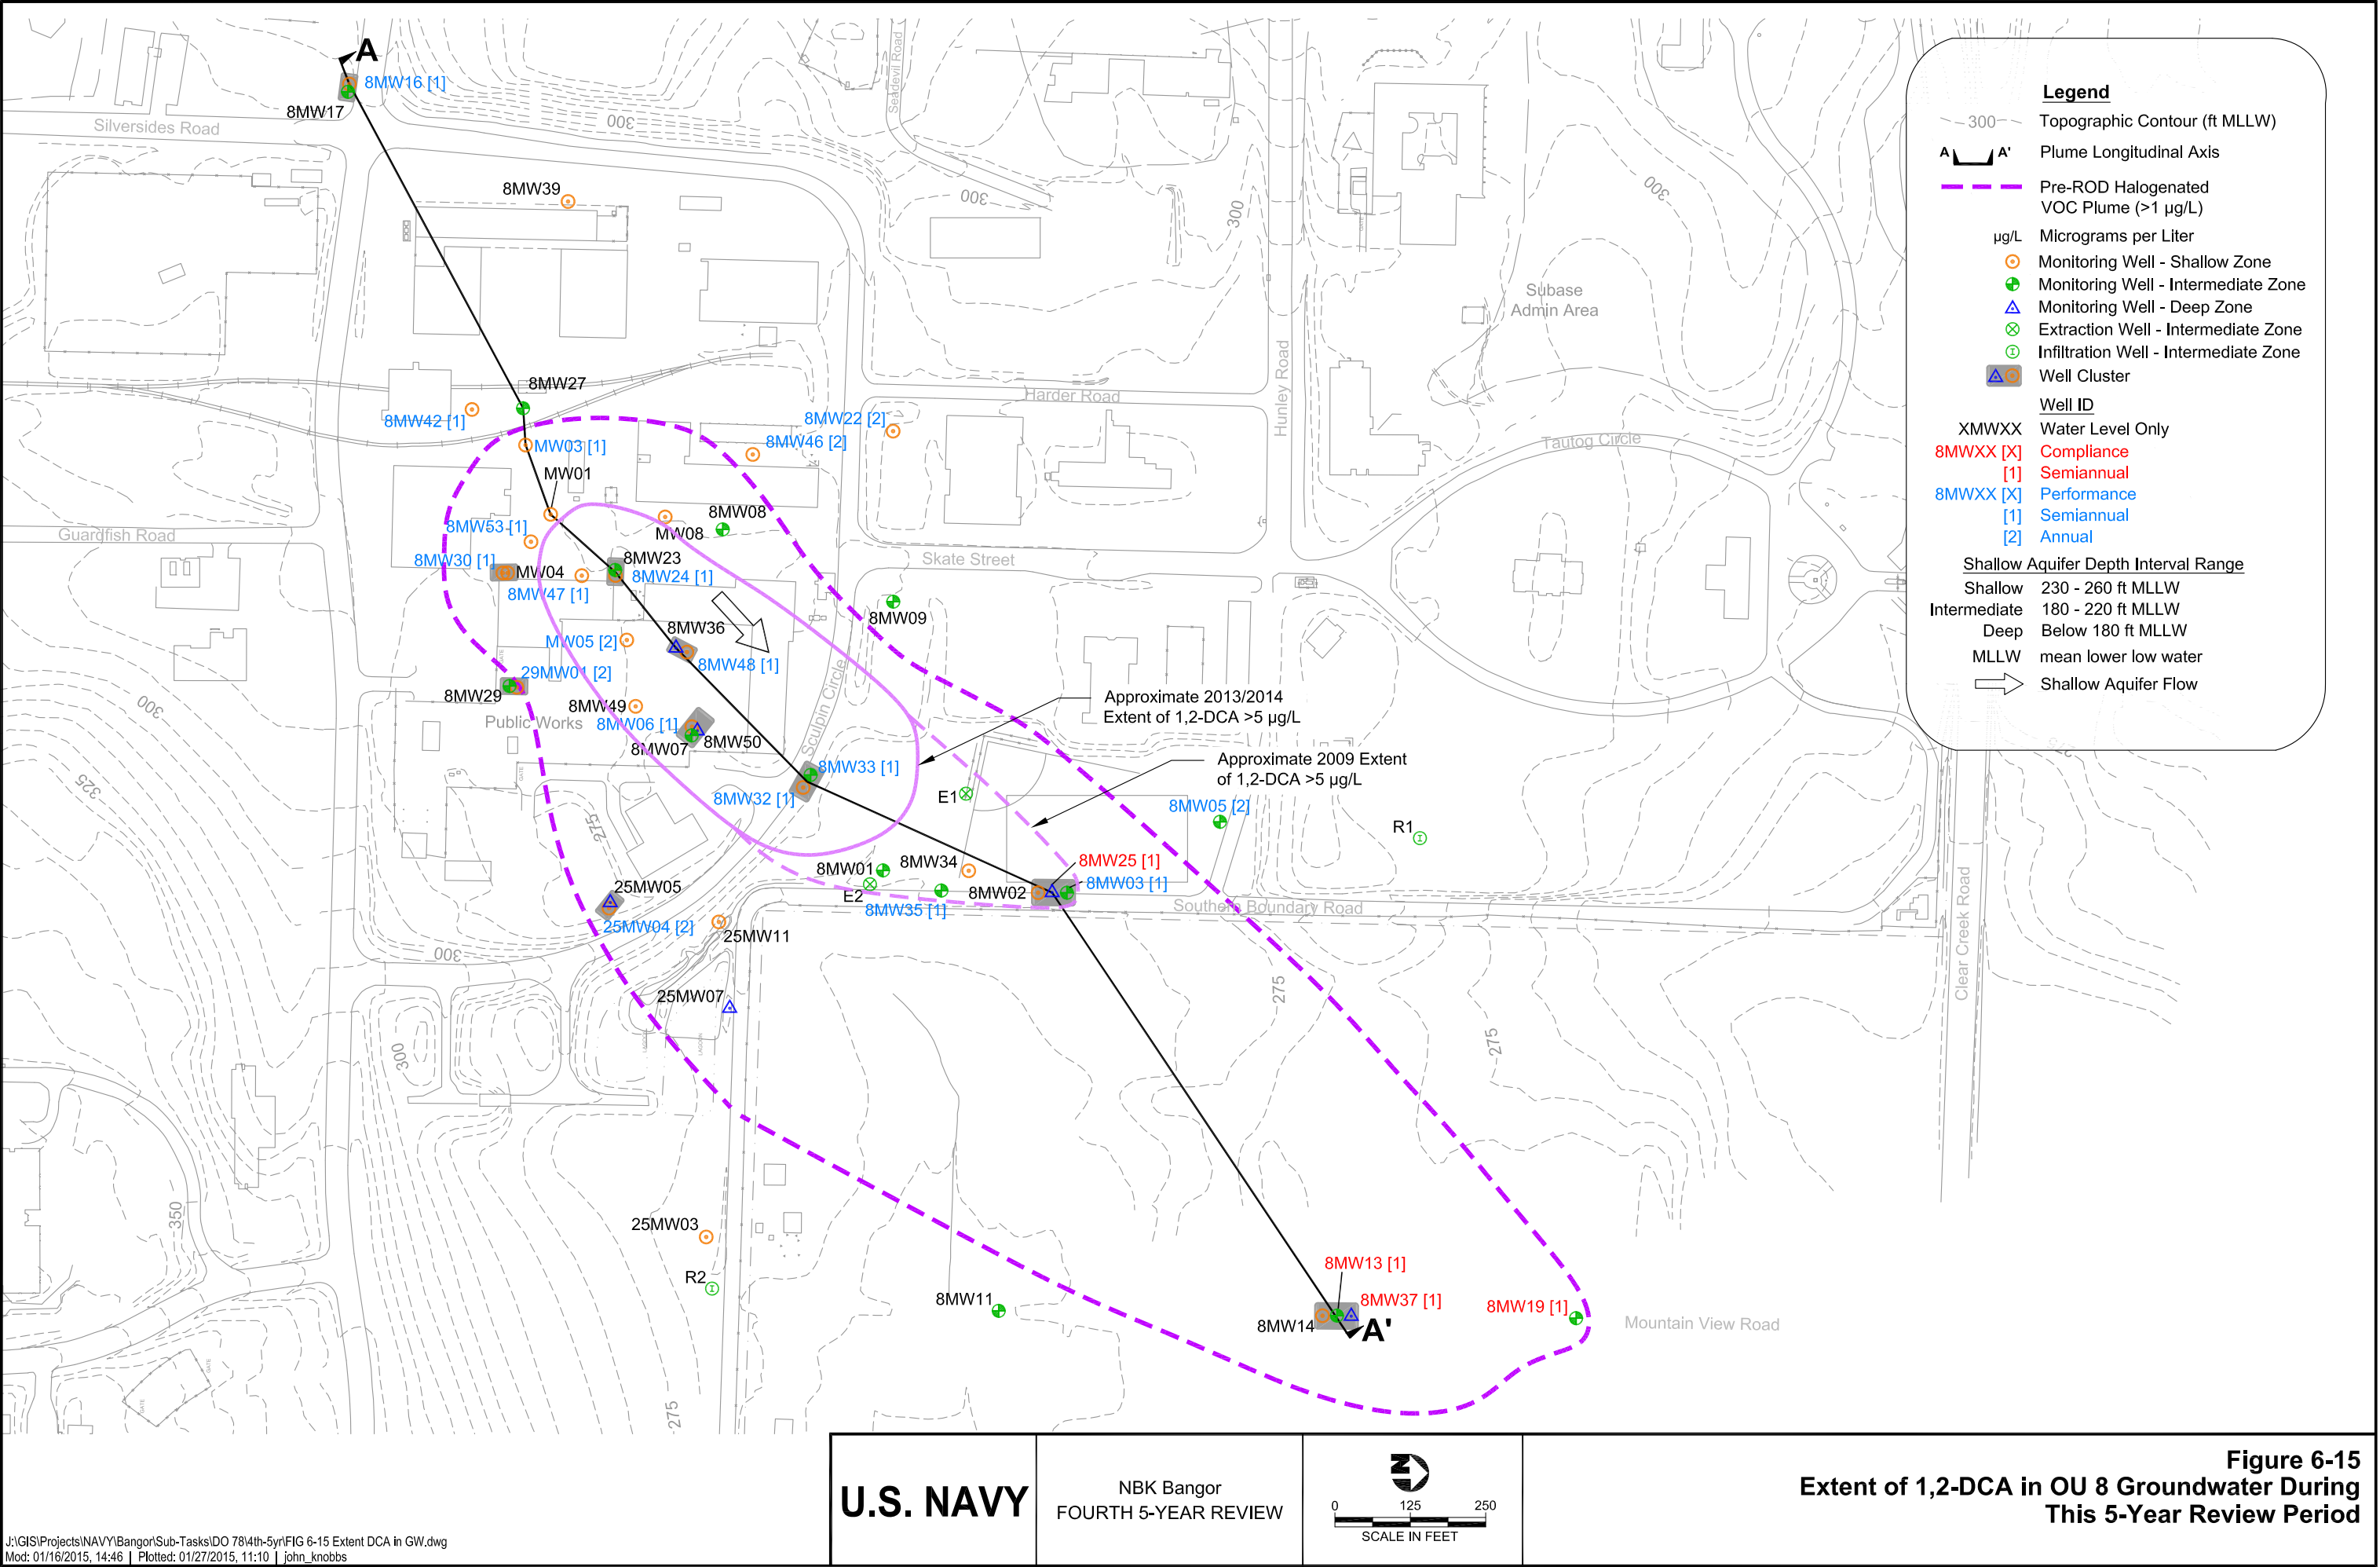 A
8MW16 [1]
8MW17
Silversides Road
300
Seadevil Road
300
300
300
8MW39
Subase
Admin Area
Hunley Road
8MW27
8MW42 [1]
Harder Road
8MW22 [2]
8MW46 [2]
Tautog Circle
MW03 [1]
MW01
8MW08
MW08
8MW53 [1]
Guardfish Road
8MW30 [1]
MW04
8MW23
8MW24 [1]
8MW47 [1]
Skate Street
8MW09
8MW36
MW05 [2]
8MW48 [1]
GATE
GATE
29MW01 [2]
8MW29
8MW49
Public Works
8MW06 [1]
8MW50
8MW07
Sculpin Circle
Approximate 2013/2014
Extent of 1,2-DCA >5 µg/L
Approximate 2009 Extent
of 1,2-DCA >5 µg/L
300
325
GATE
275
8MW33 [1]
8MW32 [1]
E1
8MW05 [2]
R1
8MW01
8MW34
8MW25 [1]
8MW02
8MW03 [1]
E2
8MW35 [1]
Southern Boundary Road
25MW05
25MW04 [2]
25MW11
300
25MW07
LAGOON
LAGOON
275
275
275
300
Clear Creek Road
350
25MW03
R2
8MW11
8MW13 [1]
8MW37 [1]
8MW14
A'
8MW19 [1]
Mountain View Road
275
GATE
GATE
Legend
300 Topographic Contour (ft MLLW)
A A' Plume Longitudinal Axis
Pre-ROD Halogenated
VOC Plume (>1 µg/L)
µg/L Micrograms per Liter
Monitoring Well - Shallow Zone
Monitoring Well - Intermediate Zone
Monitoring Well - Deep Zone
Extraction Well - Intermediate Zone
Infiltration Well - Intermediate Zone
Well Cluster
Well ID
XMWXX Water Level Only
8MWXX [X] Compliance
[1] Semiannual
8MWXX [X] Performance
[1] Semiannual
[2] Annual
Shallow Aquifer Depth Interval Range
Shallow 230 - 260 ft MLLW
Intermediate 180 - 220 ft MLLW
Deep Below 180 ft MLLW
MLLW mean lower low water
Shallow Aquifer Flow
U.S. NAVY
NBK Bangor
FOURTH 5-YEAR REVIEW
N
0 125 250
SCALE IN FEET
Figure 6-15
Extent of 1,2-DCA in OU 8 Groundwater During
This 5-Year Review Period
J:\GIS\Projects\NAVY\Bangor\Sub-Tasks\DO 78\4th-5yr\FIG 6-15 Extent DCA in GW.dwg
Mod: 01/16/2015, 14:46 | Plotted: 01/27/2015, 11:10 | john_knobbs